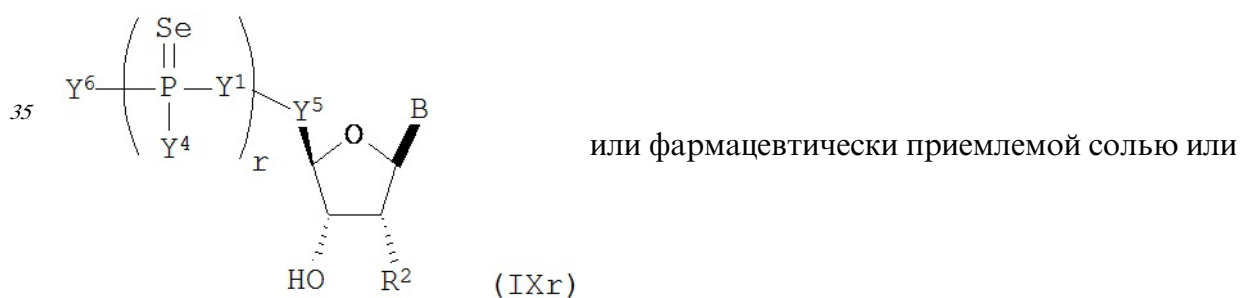 Se
Y6 P Y1
35 Y5 B
Y4 r O или фармацевтически приемлемой солью или
HO R2 (IXr)